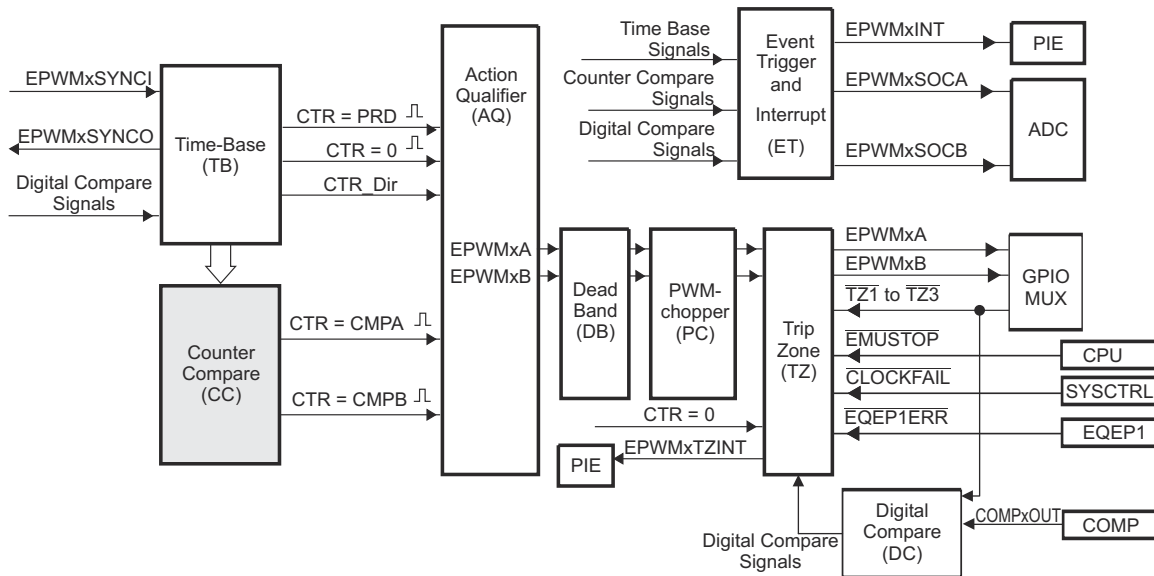 EPWMxSYNCI
EPWMxSYNCO
Digital Compare
Signals
Time-Base
(TB)
CTR = PRD
CTR = 0
CTR_Dir
Counter
Compare
(CC)
CTR = CMPA
CTR = CMPB
Action
Qualifier
(AQ)
EPWMxA
EPWMxB
Time Base
Signals
Counter Compare
Signals
Digital Compare
Signals
Event
Trigger
and
Interrupt
(ET)
EPWMxINT
EPWMxSOCA
EPWMxSOCB
PIE
ADC
Dead
Band
(DB)
PWM-
chopper
(PC)
Trip
Zone
(TZ)
EPWMxA
EPWMxB
TZ1 to TZ3
EMUSTOP
CLOCKFAIL
EQEP1ERR
GPIO
MUX
CPU
SYSCTRL
EQEP1
CTR = 0
EPWMxTZINT
PIE
Digital Compare
Signals
Digital
Compare
(DC)
COMPxOUT
COMP